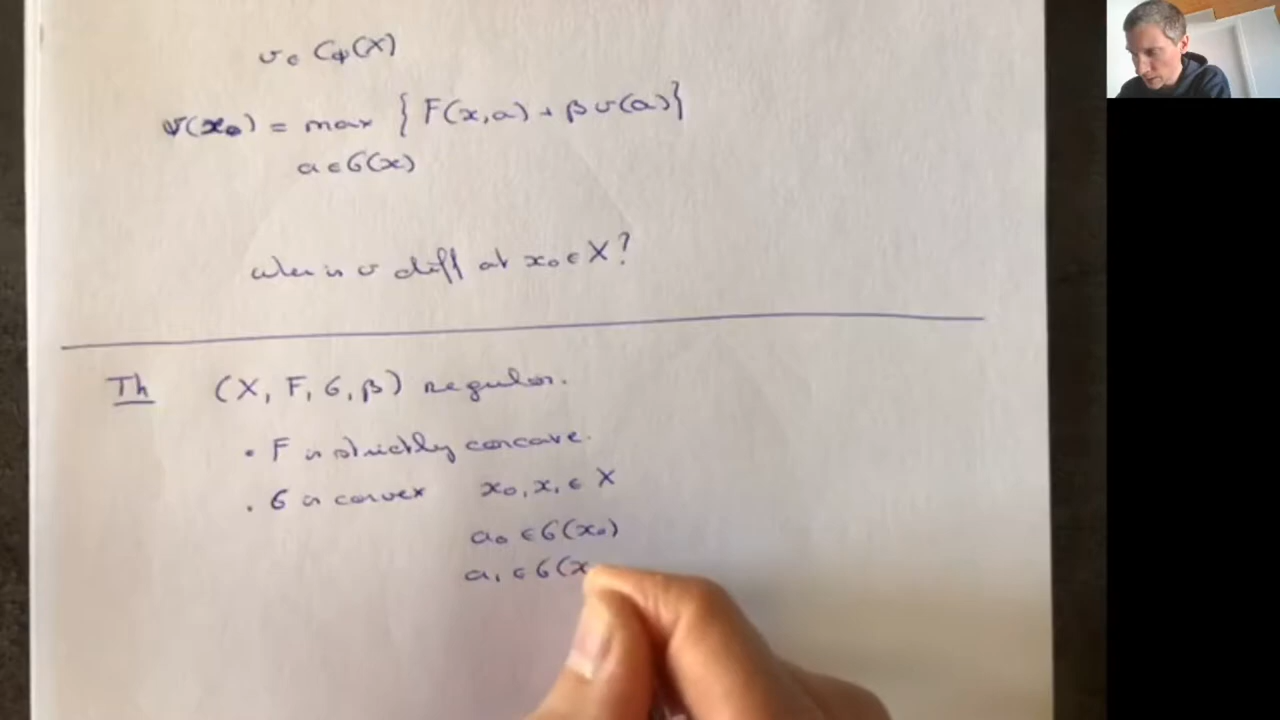 v ∈ Cφ(X)
v(x₀) = max { F(x,a) + β v(a) }
a ∈ G(x)
when is v diff at x₀ ∈ X?
Th (X, F, G, β) regular.
• F is strictly concave.
• G is convex x₀, x₁ ∈ X
a₀ ∈ G(x₀)
a₁ ∈ G(x